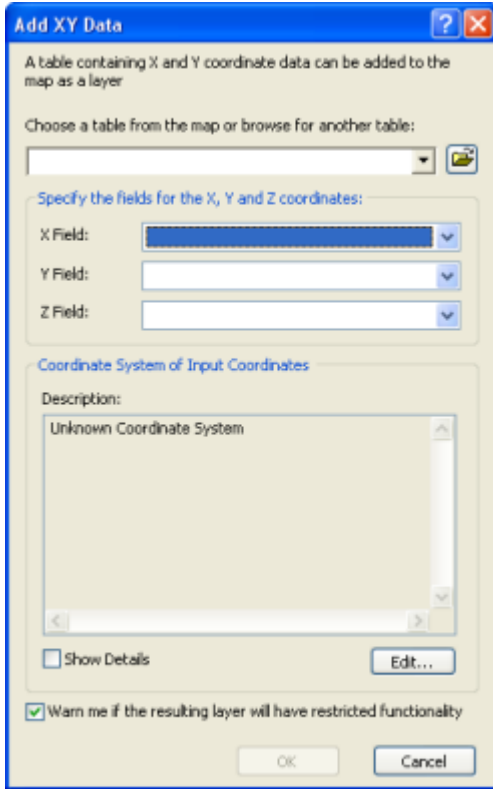 Add XY Data
A table containing X and Y coordinate data can be added to the
map as a layer
Choose a table from the map or browse for another table:
Specify the fields for the X, Y and Z coordinates:
X Field:
Y Field:
Z Field:
Coordinate System of Input Coordinates
Description:
Unknown Coordinate System
Show Details
Edit...
Warn me if the resulting layer will have restricted functionality
OK
Cancel